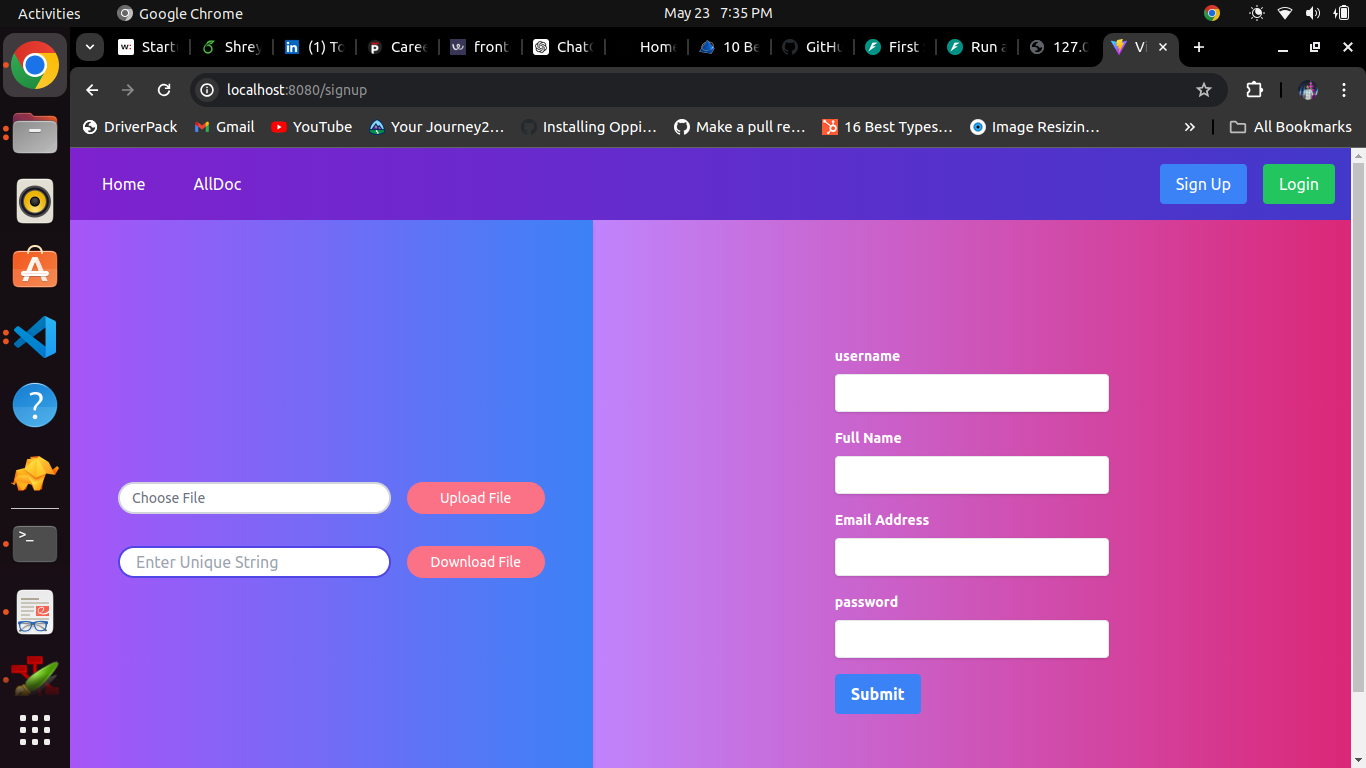 Activities Google Chrome May 23 7:35 PM
w: Start Shrey in (1) To Caree front ChatG Home 10 Be GitHu First Run a 127.0 Vi
localhost:8080/signup
DriverPack Gmail YouTube Your Journey2... Installing Oppi... Make a pull re... 16 Best Types... Image Resizin... » All Bookmarks
Home AllDoc Sign Up Login
username
Full Name
Choose File Upload File
Email Address
Enter Unique String Download File
password
Submit